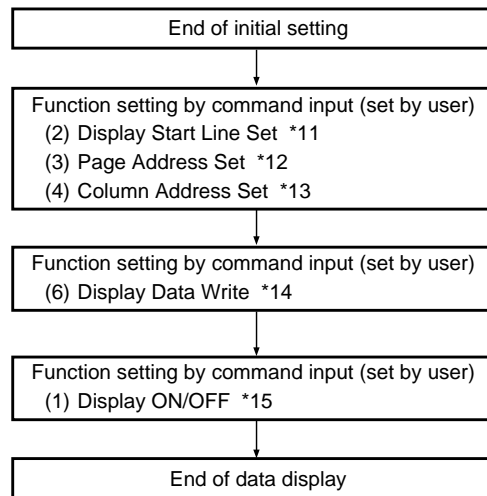 End of initial setting
Function setting by command input (set by user)
(2) Display Start Line Set *11
(3) Page Address Set *12
(4) Column Address Set *13
Function setting by command input (set by user)
(6) Display Data Write *14
Function setting by command input (set by user)
(1) Display ON/OFF *15
End of data display